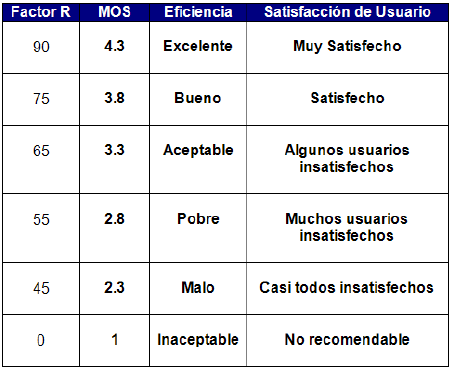 Factor R MOS Eficiencia Satisfacción de Usuario
90 4.3 Excelente Muy Satisfecho
75 3.8 Bueno Satisfecho
65 3.3 Aceptable Algunos usuarios
insatisfechos
55 2.8 Pobre Muchos usuarios
insatisfechos
45 2.3 Malo Casi todos insatisfechos
0 1 Inaceptable No recomendable